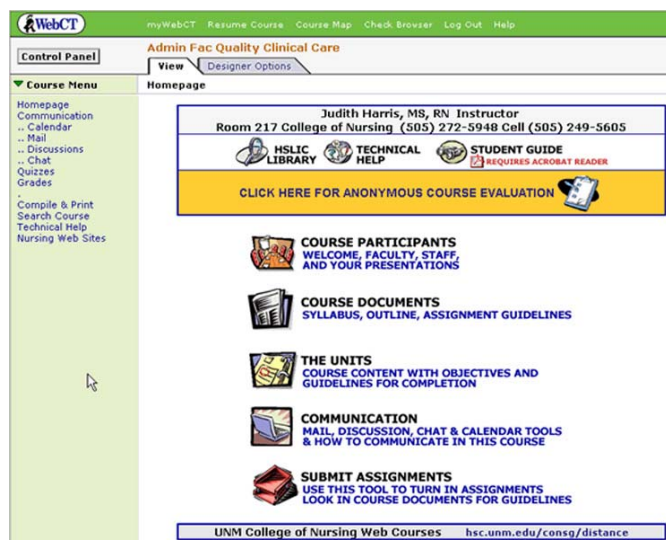 WebCT
myWebCT Resume Course Course Map Check Browser Log Out Help
Control Panel
Admin Fac Quality Clinical Care
View Designer Options
Course Menu
Homepage
Homepage
Communication
.. Calendar
.. Mail
.. Discussions
.. Chat
Quizzes
Grades
.
Compile & Print
Search Course
Technical Help
Nursing Web Sites
Judith Harris, MS, RN Instructor
Room 217 College of Nursing (505) 272-5948 Cell (505) 249-5605
HSLIC
LIBRARY
TECHNICAL
HELP
STUDENT GUIDE
REQUIRES ACROBAT READER
CLICK HERE FOR ANONYMOUS COURSE EVALUATION
COURSE PARTICIPANTS
WELCOME, FACULTY, STAFF,
AND YOUR PRESENTATIONS
COURSE DOCUMENTS
SYLLABUS, OUTLINE, ASSIGNMENT GUIDELINES
THE UNITS
COURSE CONTENT WITH OBJECTIVES AND
GUIDELINES FOR COMPLETION
COMMUNICATION
MAIL, DISCUSSION, CHAT & CALENDAR TOOLS
& HOW TO COMMUNICATE IN THIS COURSE
SUBMIT ASSIGNMENTS
USE THIS TOOL TO TURN IN ASSIGNMENTS
LOOK IN COURSE DOCUMENTS FOR GUIDELINES
UNM College of Nursing Web Courses hsc.unm.edu/consg/distance